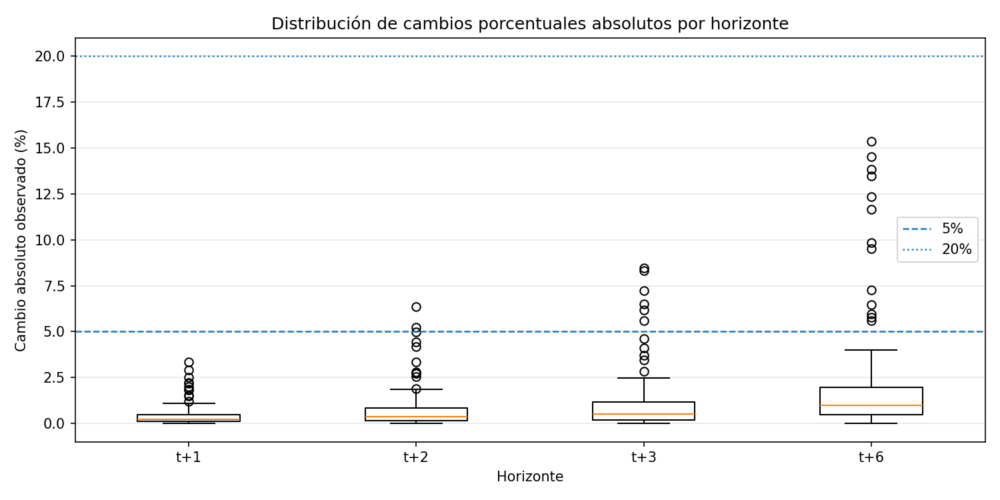 Distribución de cambios porcentuales absolutos por horizonte
Cambio absoluto observado (%)
20.0
17.5
15.0
12.5
10.0
7.5
5.0
2.5
0.0
5%
20%
t+1
t+2
t+3
t+6
Horizonte